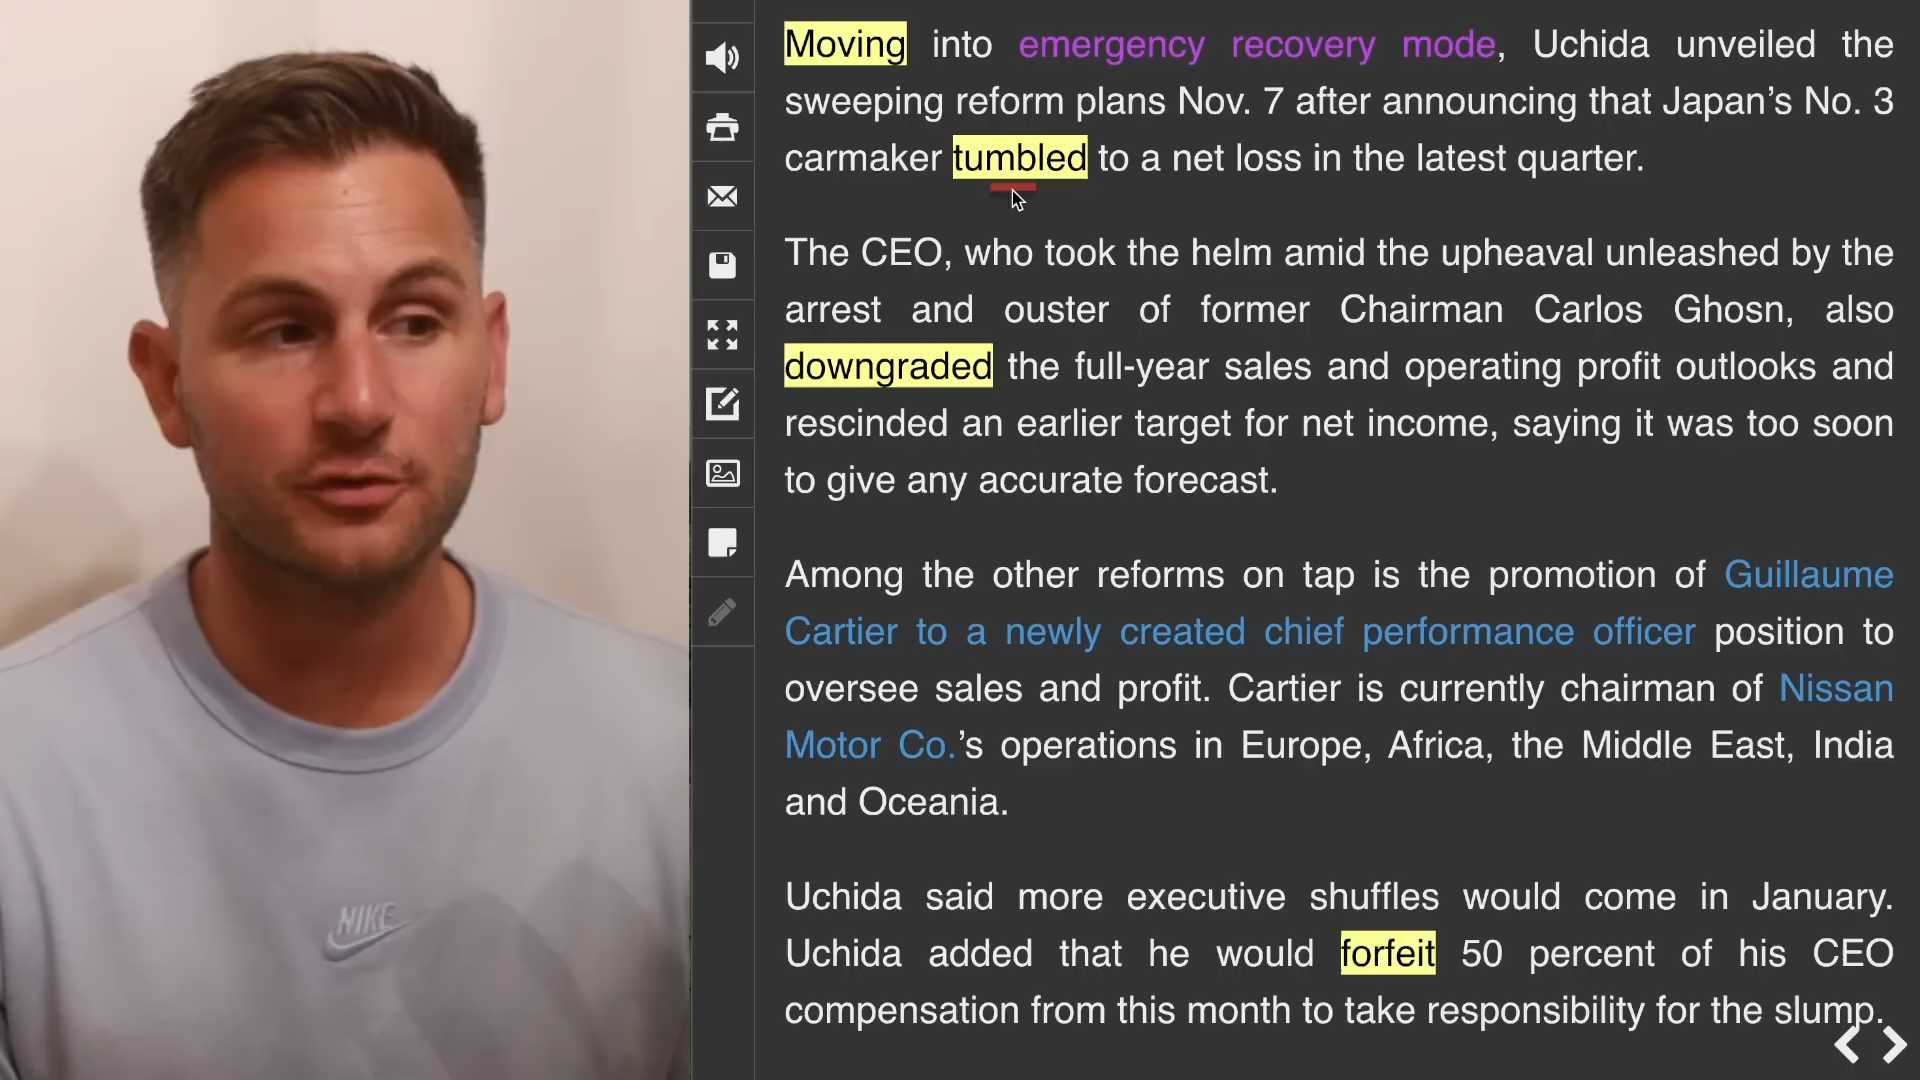 Moving into emergency recovery mode, Uchida unveiled the
sweeping reform plans Nov. 7 after announcing that Japan’s No. 3
carmaker tumbled to a net loss in the latest quarter.
The CEO, who took the helm amid the upheaval unleashed by the
arrest and ouster of former Chairman Carlos Ghosn, also
downgraded the full-year sales and operating profit outlooks and
rescinded an earlier target for net income, saying it was too soon
to give any accurate forecast.
Among the other reforms on tap is the promotion of Guillaume
Cartier to a newly created chief performance officer position to
oversee sales and profit. Cartier is currently chairman of Nissan
Motor Co.’s operations in Europe, Africa, the Middle East, India
and Oceania.
Uchida said more executive shuffles would come in January.
Uchida added that he would forfeit 50 percent of his CEO
compensation from this month to take responsibility for the slump.
NIKE